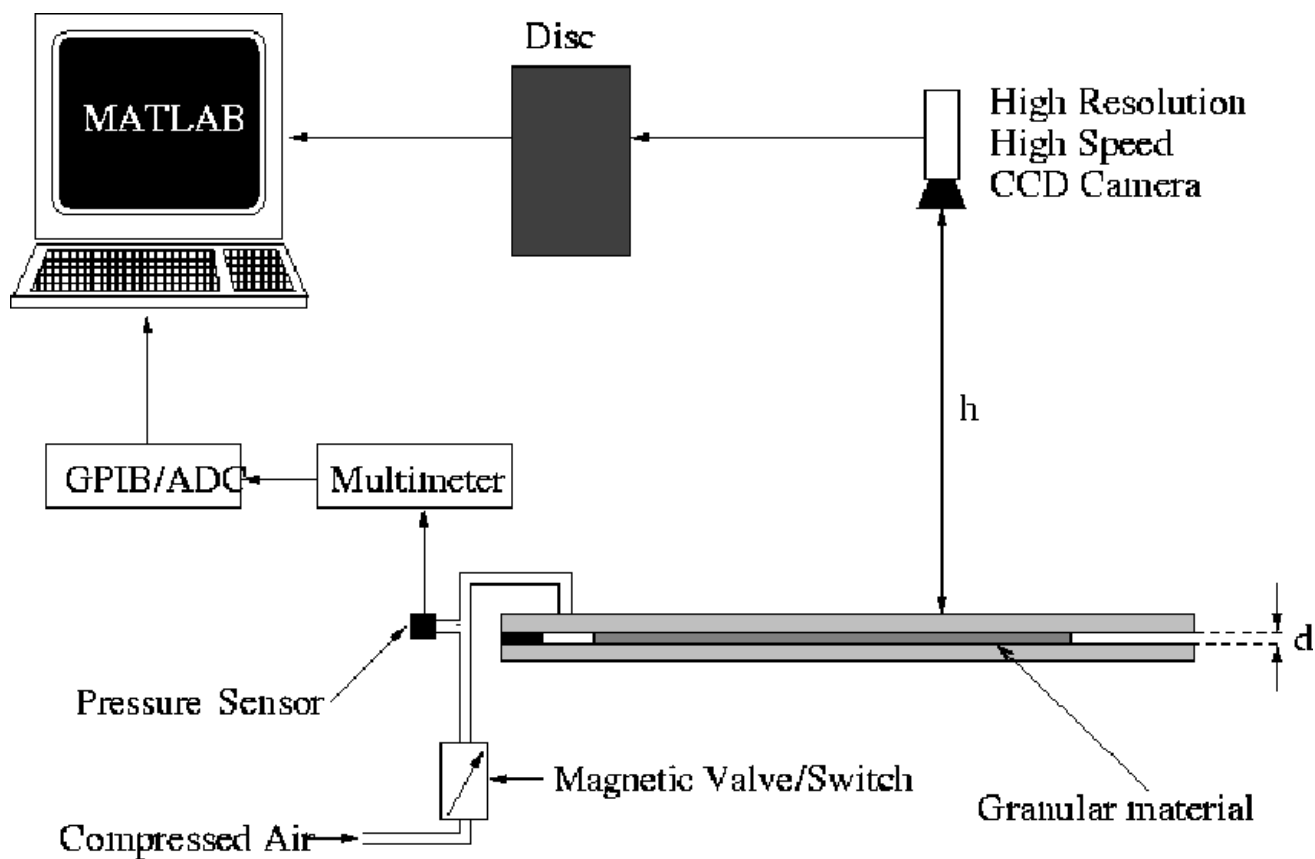 Disc
MATLAB
High Resolution
High Speed
CCD Camera
h
GPIB/ADC
Multimeter
d
Pressure Sensor
Magnetic Valve/Switch
Granular material
Compressed Air